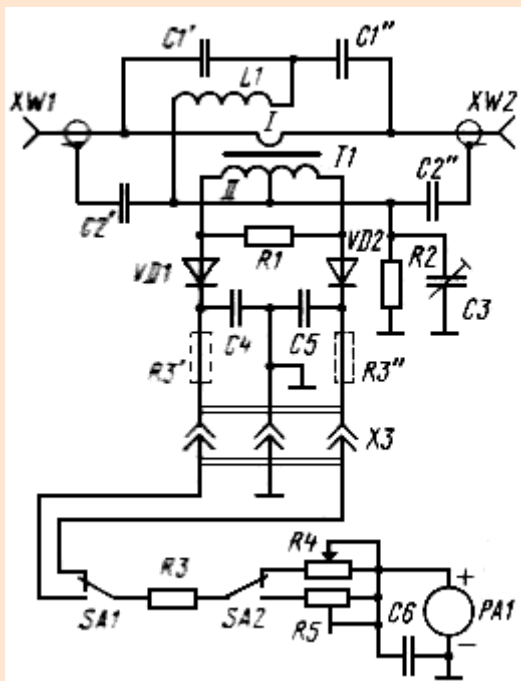 C1' C1"
L1
XW1 I XW2
T1
II
C2' C2"
R1
VD1 VD2 R2
C3
C4 C5
R3' R3"
X3
R4
R3 +
SA1 SA2 R5 C6 PA1
−